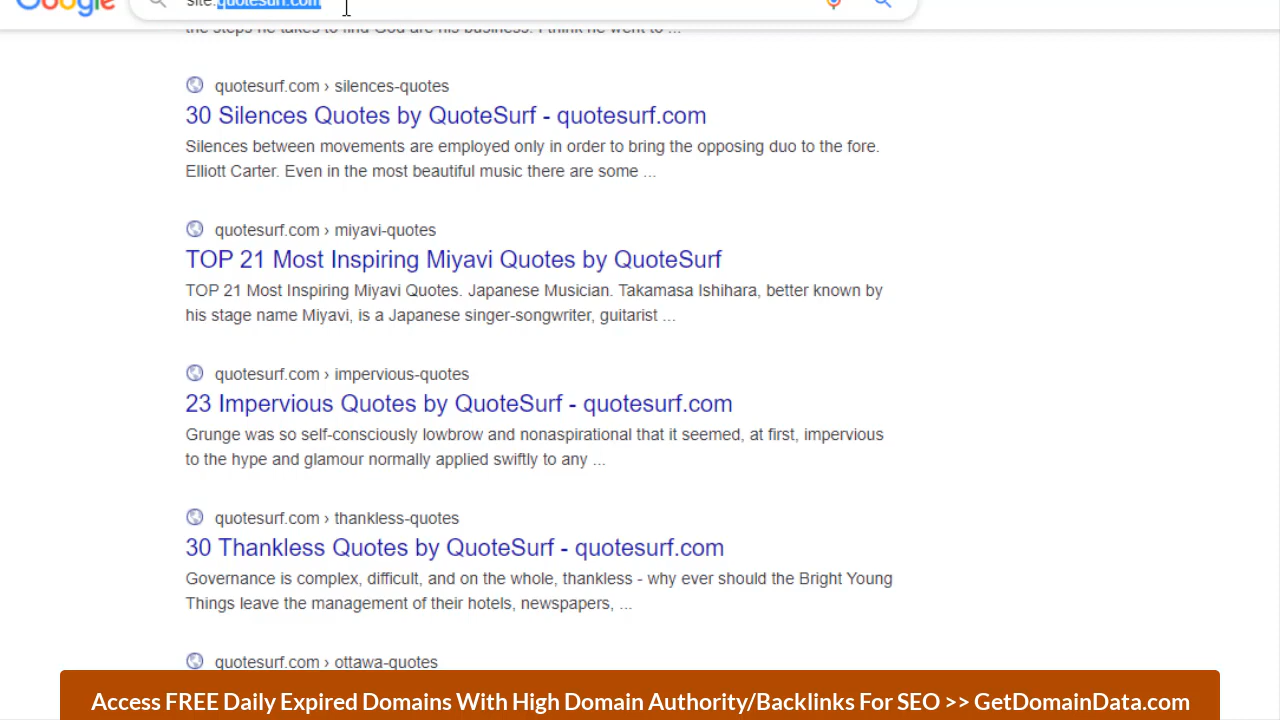 Google
site:quotesurf.com
the steps he takes to find God are his business. I think he went to ...
quotesurf.com › silences-quotes
30 Silences Quotes by QuoteSurf - quotesurf.com
Silences between movements are employed only in order to bring the opposing duo to the fore.
Elliott Carter. Even in the most beautiful music there are some ...
quotesurf.com › miyavi-quotes
TOP 21 Most Inspiring Miyavi Quotes by QuoteSurf
TOP 21 Most Inspiring Miyavi Quotes. Japanese Musician. Takamasa Ishihara, better known by
his stage name Miyavi, is a Japanese singer-songwriter, guitarist ...
quotesurf.com › impervious-quotes
23 Impervious Quotes by QuoteSurf - quotesurf.com
Grunge was so self-consciously lowbrow and nonaspirational that it seemed, at first, impervious
to the hype and glamour normally applied swiftly to any ...
quotesurf.com › thankless-quotes
30 Thankless Quotes by QuoteSurf - quotesurf.com
Governance is complex, difficult, and on the whole, thankless - why ever should the Bright Young
Things leave the management of their hotels, newspapers, ...
quotesurf.com › ottawa-quotes
Access FREE Daily Expired Domains With High Domain Authority/Backlinks For SEO >> GetDomainData.com